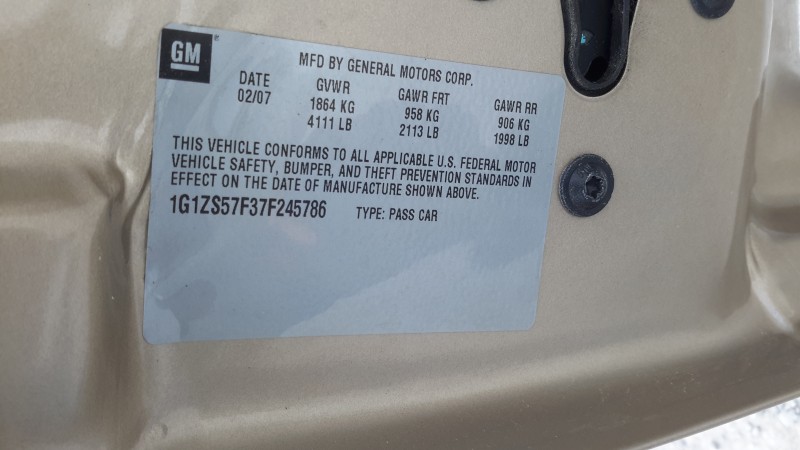 GM
MFD BY GENERAL MOTORS CORP.
DATE GVWR GAWR FRT GAWR RR
02/07 1864 KG 958 KG 906 KG
4111 LB 2113 LB 1998 LB
THIS VEHICLE CONFORMS TO ALL APPLICABLE U.S. FEDERAL MOTOR
VEHICLE SAFETY, BUMPER, AND THEFT PREVENTION STANDARDS IN
EFFECT ON THE DATE OF MANUFACTURE SHOWN ABOVE.
1G1ZS57F37F245786 TYPE: PASS CAR